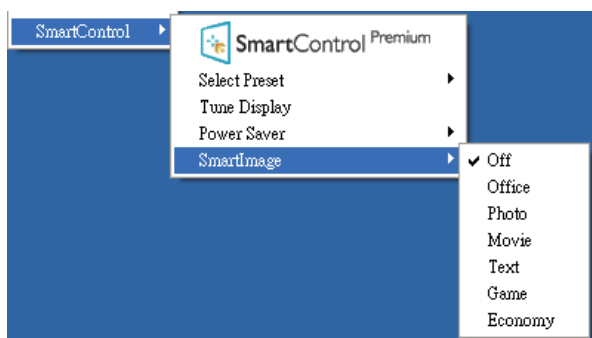 SmartControl
SmartControl Premium
Select Preset
Tune Display
Power Saver
SmartImage
Off
Office
Photo
Movie
Text
Game
Economy